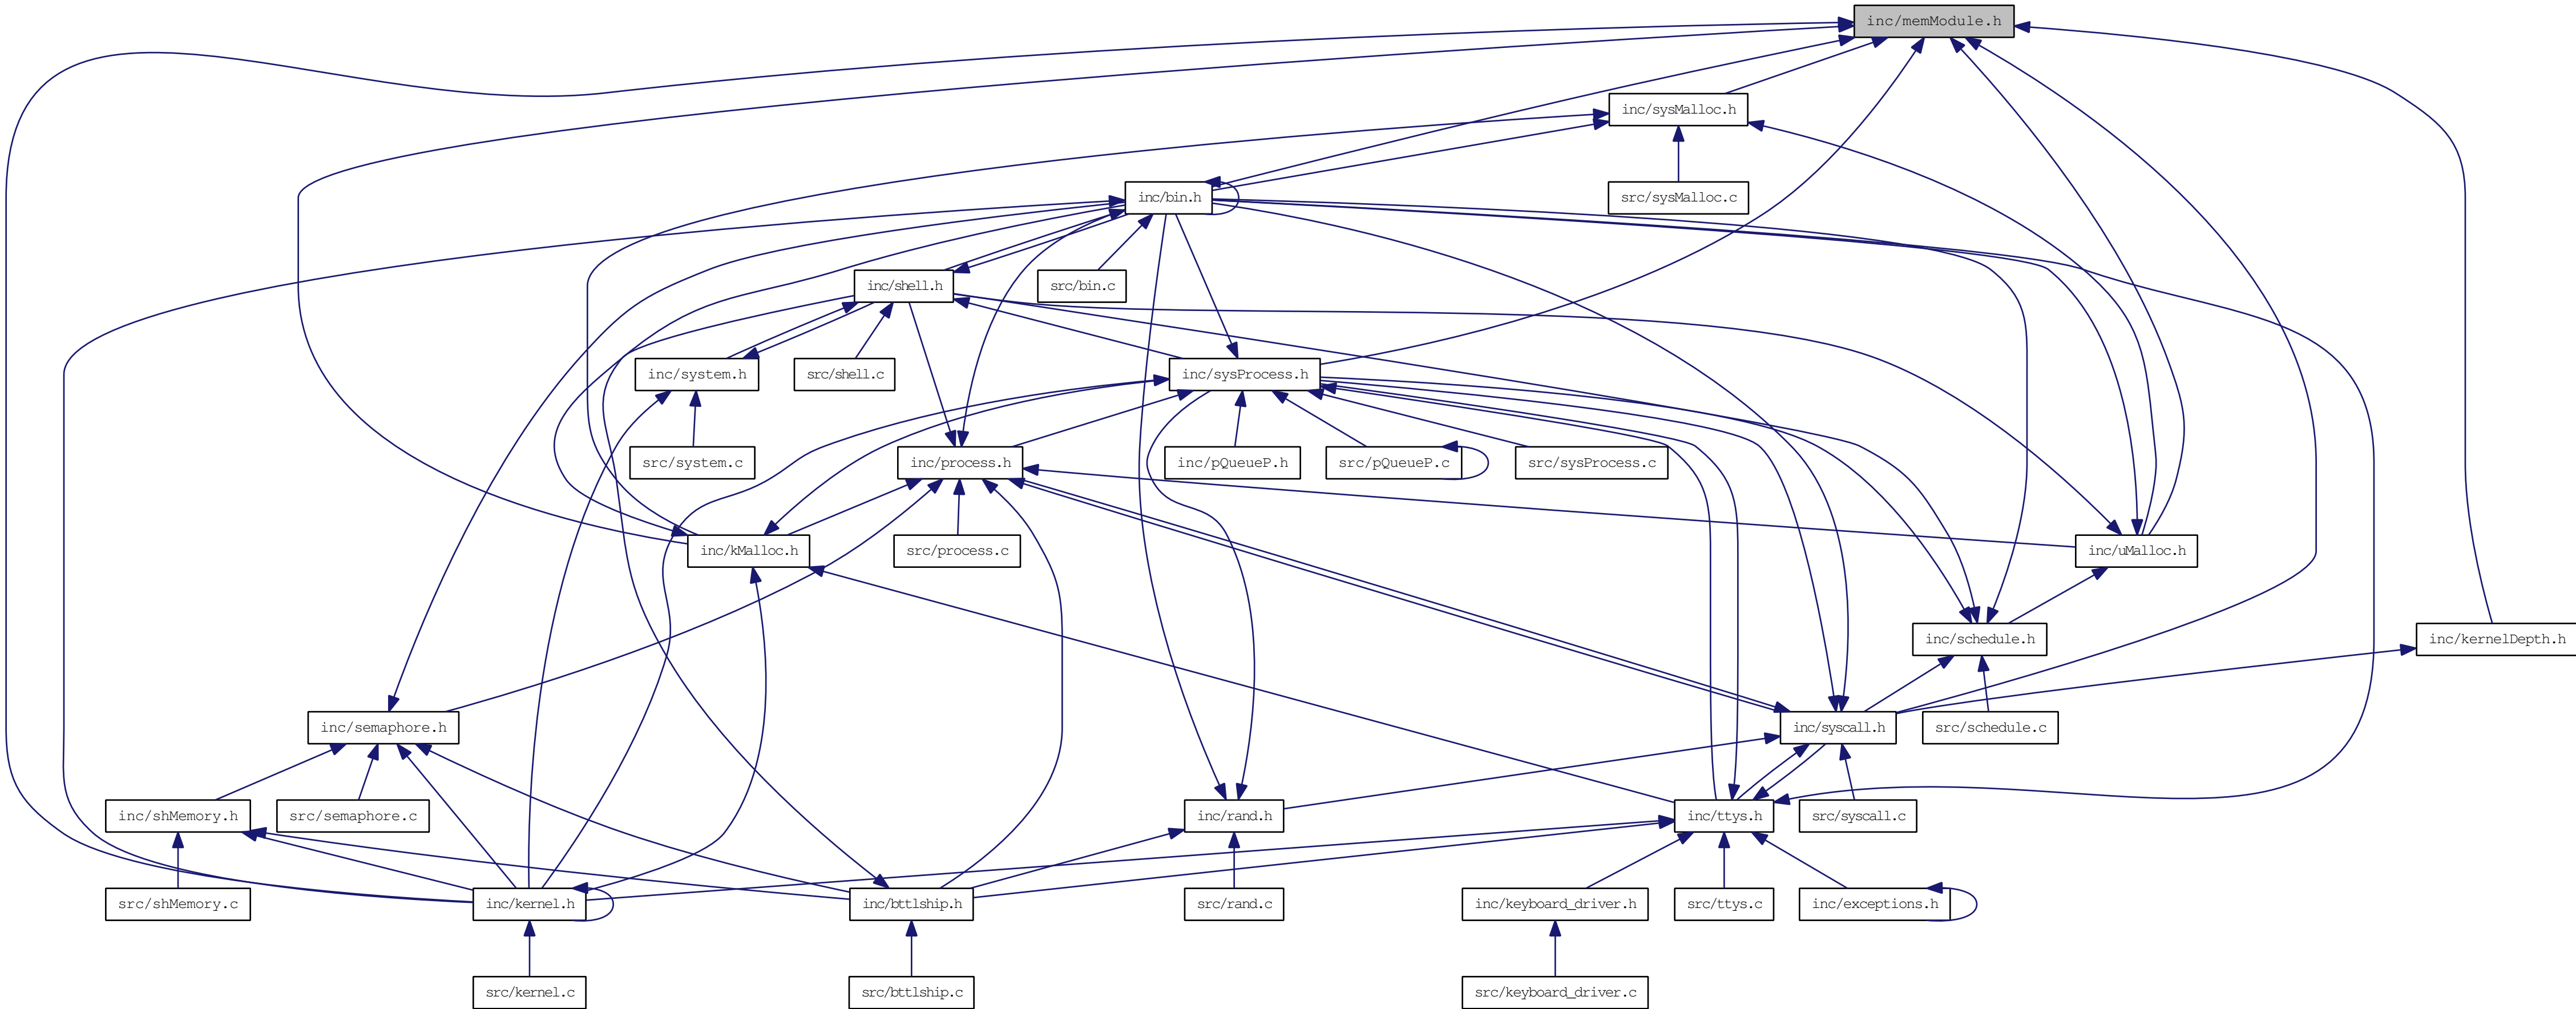 inc/memModule.h
inc/sysMalloc.h
inc/bin.h
src/sysMalloc.c
inc/shell.h
src/bin.c
inc/system.h
src/shell.c
inc/sysProcess.h
src/system.c
inc/process.h
inc/pQueueP.h
src/pQueueP.c
src/sysProcess.c
inc/kMalloc.h
src/process.c
inc/uMalloc.h
inc/schedule.h
inc/kernelDepth.h
inc/semaphore.h
inc/syscall.h
src/schedule.c
inc/shMemory.h
src/semaphore.c
inc/rand.h
inc/ttys.h
src/syscall.c
src/shMemory.c
inc/kernel.h
inc/bttlship.h
src/rand.c
inc/keyboard_driver.h
src/ttys.c
inc/exceptions.h
src/kernel.c
src/bttlship.c
src/keyboard_driver.c